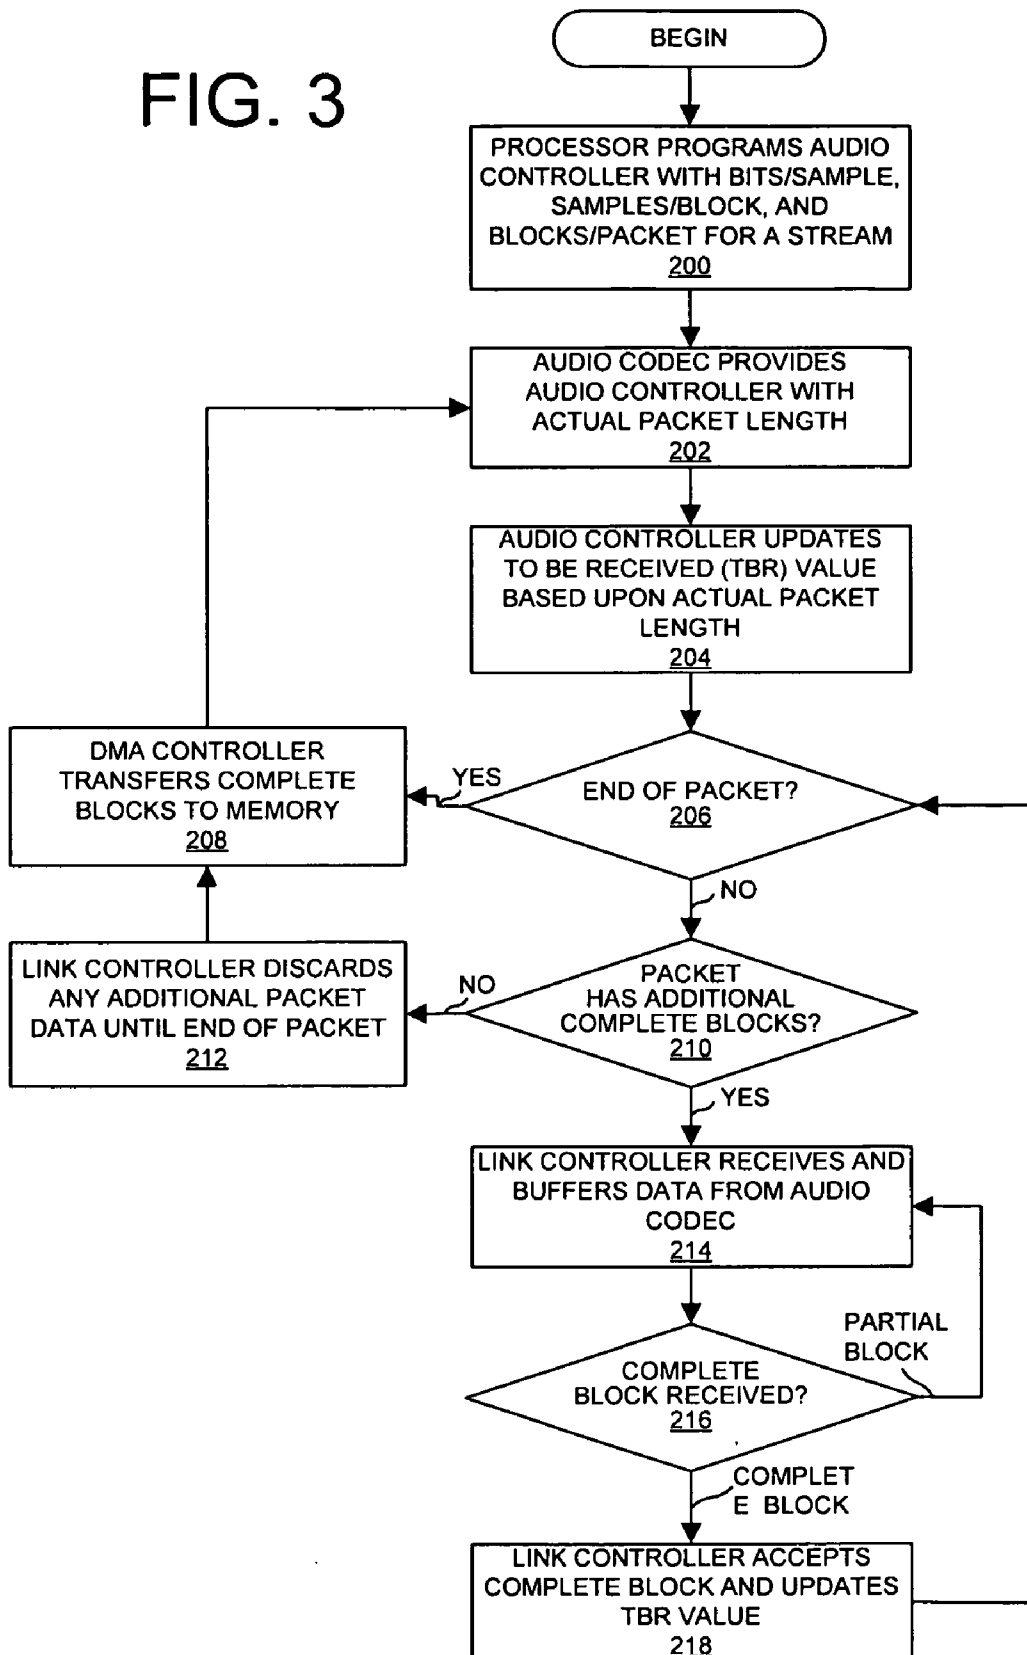 BEGIN
FIG. 3
PROCESSOR PROGRAMS AUDIO
CONTROLLER WITH BITS/SAMPLE,
SAMPLES/BLOCK, AND
BLOCKS/PACKET FOR A STREAM
200
AUDIO CODEC PROVIDES
AUDIO CONTROLLER WITH
ACTUAL PACKET LENGTH
202
AUDIO CONTROLLER UPDATES
TO BE RECEIVED (TBR) VALUE
BASED UPON ACTUAL PACKET
LENGTH
204
DMA CONTROLLER
TRANSFERS COMPLETE
BLOCKS TO MEMORY
208
YES
END OF PACKET?
206
NO
LINK CONTROLLER DISCARDS
ANY ADDITIONAL PACKET
DATA UNTIL END OF PACKET
212
NO
PACKET
HAS ADDITIONAL
COMPLETE BLOCKS?
210
YES
LINK CONTROLLER RECEIVES AND
BUFFERS DATA FROM AUDIO
CODEC
214
PARTIAL
BLOCK
COMPLETE
BLOCK RECEIVED?
216
COMPLET
E BLOCK
LINK CONTROLLER ACCEPTS
COMPLETE BLOCK AND UPDATES
TBR VALUE
218